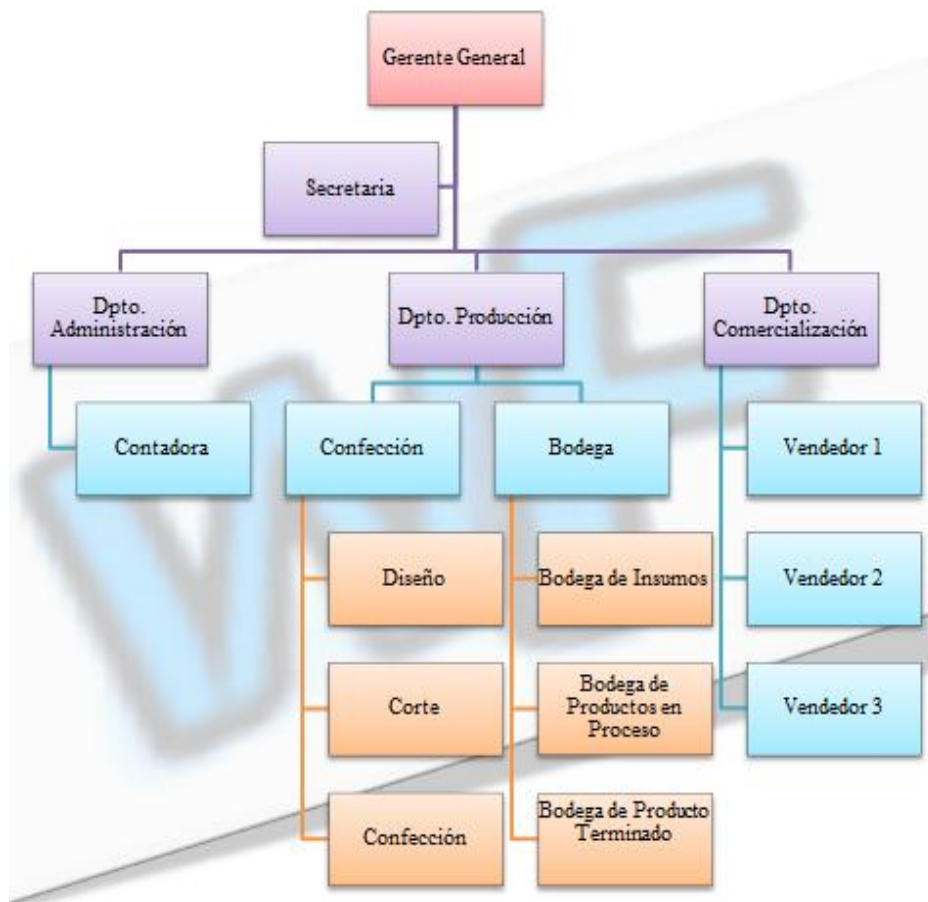 Gerente General
Secretaria
Dpto.
Administración
Dpto. Producción
Dpto.
Comercialización
Contadora
Confección
Bodega
Vendedor 1
Diseño
Bodega de Insumos
Vendedor 2
Corte
Bodega de
Productos en
Proceso
Vendedor 3
Confección
Bodega de Producto
Terminado